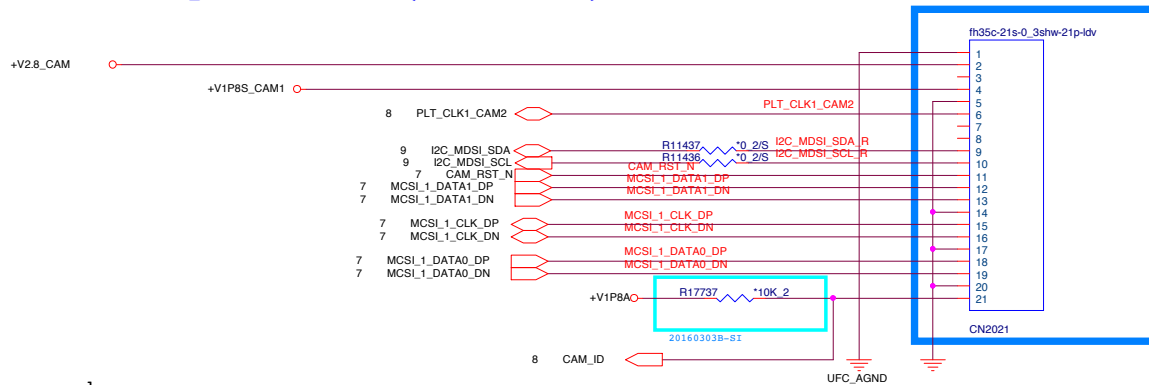 fh35c-21s-0_3shw-21p-ldv
1
+V2.8_CAM 2
3
+V1P8S_CAM1 4
5
PLT_CLK1_CAM2
8 PLT_CLK1_CAM2 6
7
8
9 I2C_MDSI_SDA R11437 *0_2/S I2C_MDSI_SDA_R 9
9 I2C_MDSI_SCL R11436 *0_2/S I2C_MDSI_SCL_R 10
7 CAM_RST_N CAM_RST_N 11
7 MCSI_1_DATA1_DP MCSI_1_DATA1_DP 12
7 MCSI_1_DATA1_DN MCSI_1_DATA1_DN 13
14
7 MCSI_1_CLK_DP MCSI_1_CLK_DP 15
7 MCSI_1_CLK_DN MCSI_1_CLK_DN 16
17
7 MCSI_1_DATA0_DP MCSI_1_DATA0_DP 18
7 MCSI_1_DATA0_DN MCSI_1_DATA0_DN 19
20
+V1P8A R17737 *10K_2 21
CN2021
20160303B-SI
8 CAM_ID
UFC_AGND